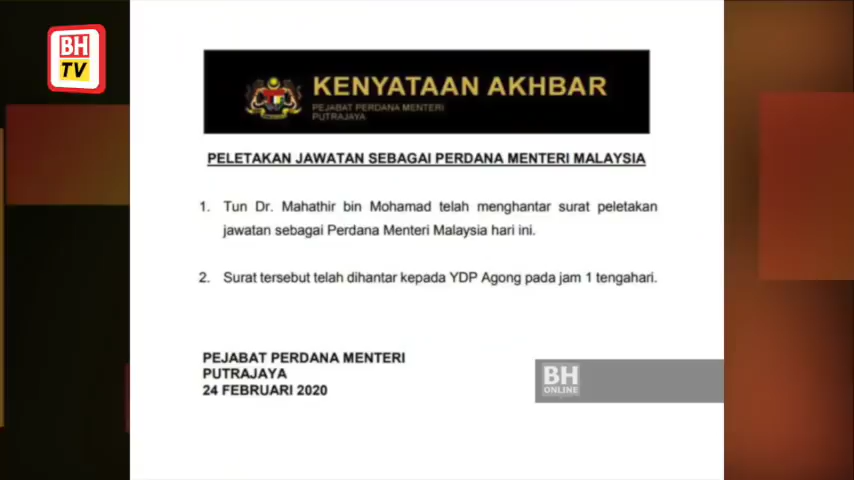 BH
TV
KENYATAAN AKHBAR
PEJABAT PERDANA MENTERI
PUTRAJAYA
PELETAKAN JAWATAN SEBAGAI PERDANA MENTERI MALAYSIA
1. Tun Dr. Mahathir bin Mohamad telah menghantar surat peletakan
jawatan sebagai Perdana Menteri Malaysia hari ini.
2. Surat tersebut telah dihantar kepada YDP Agong pada jam 1 tengahari.
PEJABAT PERDANA MENTERI
PUTRAJAYA
24 FEBRUARI 2020
BH
ONLINE